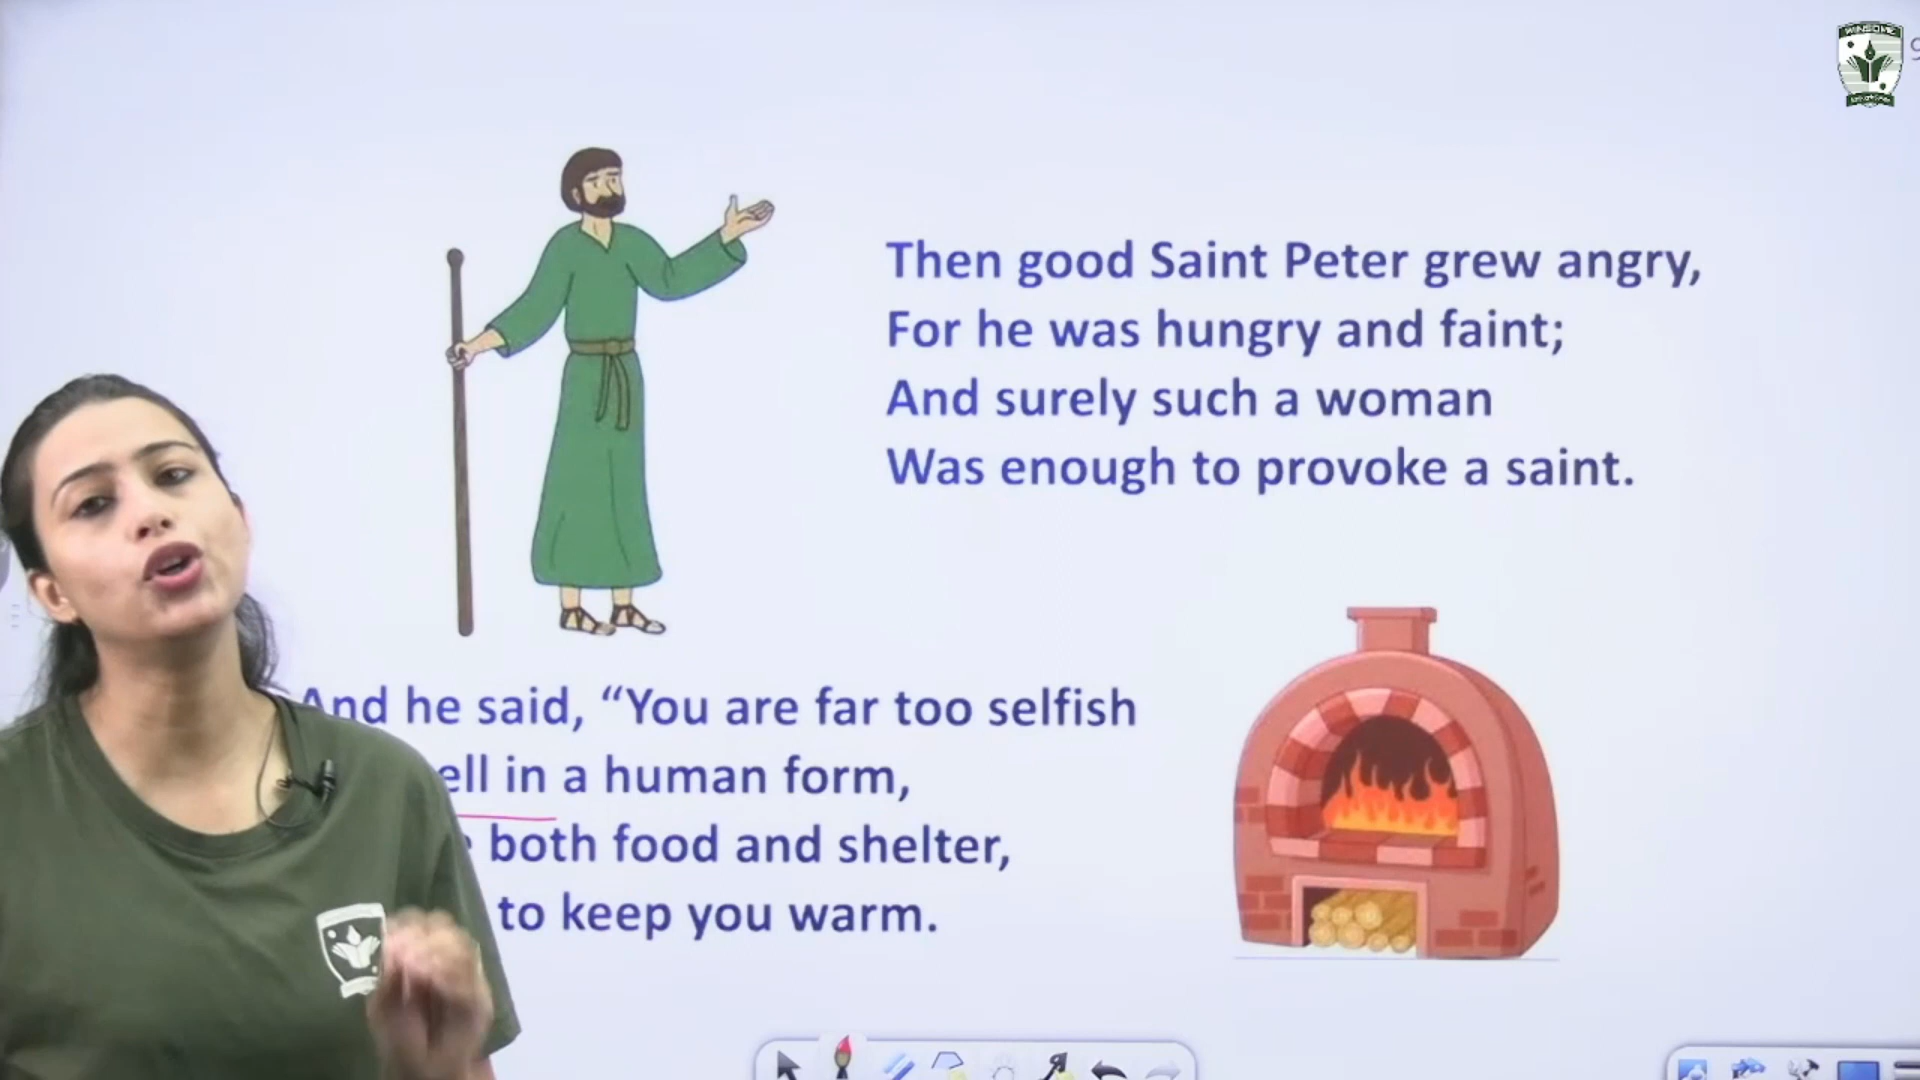 Then good Saint Peter grew angry,
For he was hungry and faint;
And surely such a woman
Was enough to provoke a saint.
And he said, “You are far too selfish
ell in a human form,
both food and shelter,
to keep you warm.